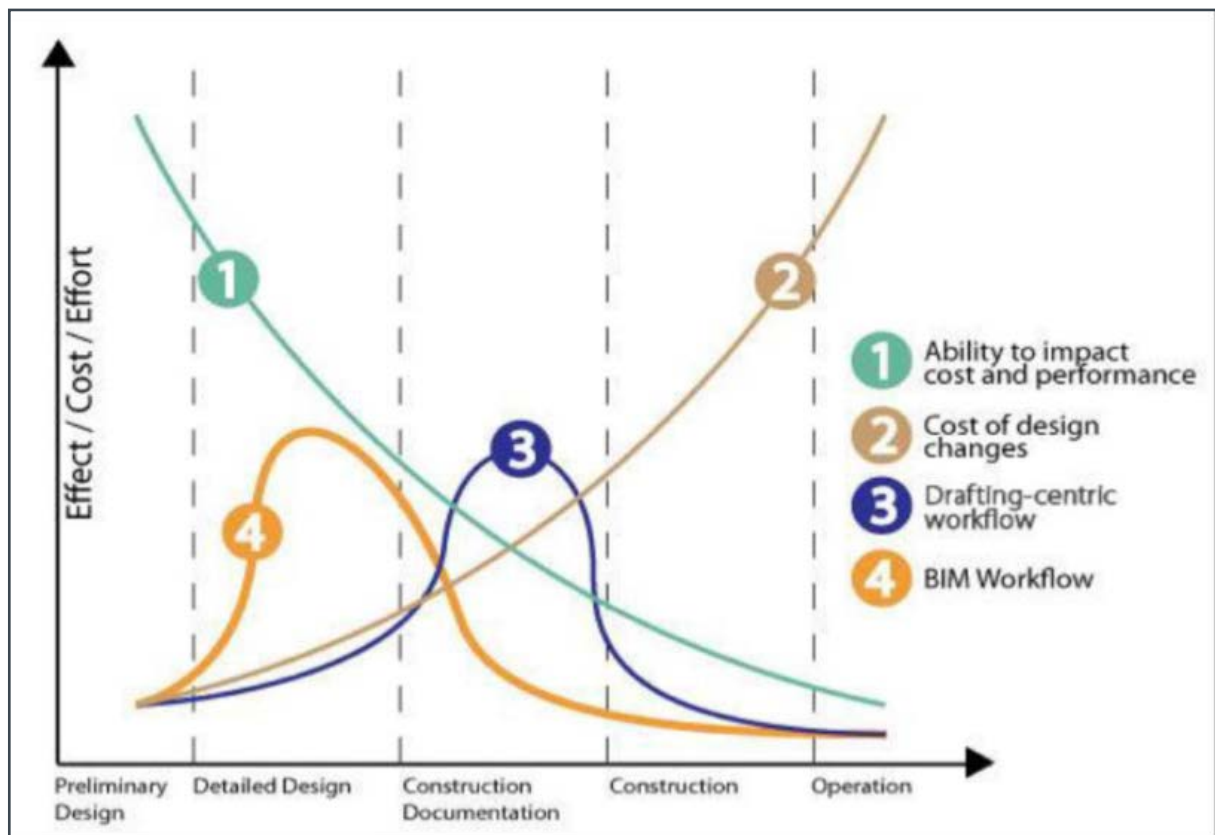 Effect / Cost / Effort
1
2
3
4
1 Ability to impact
cost and performance
2 Cost of design
changes
3 Drafting-centric
workflow
4 BIM Workflow
Preliminary
Design
Detailed Design
Construction
Documentation
Construction
Operation